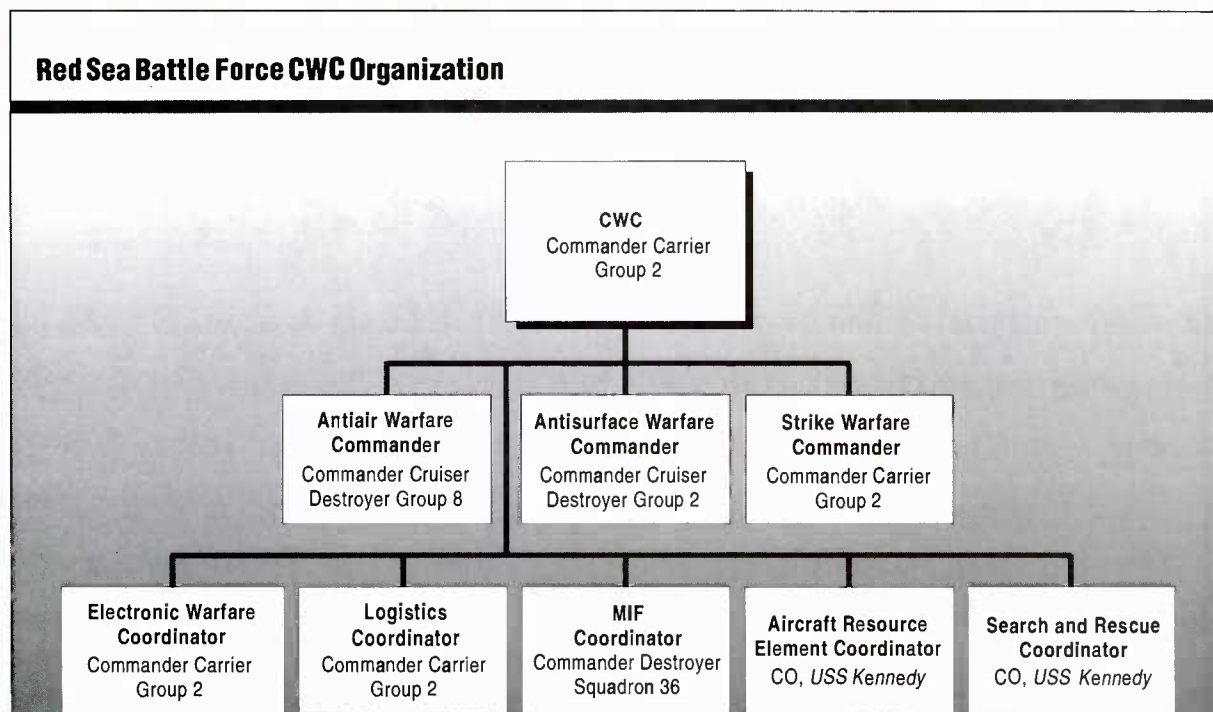 Red Sea Battle Force CWC Organization
CWC
Commander Carrier
Group 2
Antiair Warfare
Commander
Commander Cruiser
Destroyer Group 8
Antisurface Warfare
Commander
Commander Cruiser
Destroyer Group 2
Strike Warfare
Commander
Commander Carrier
Group 2
Electronic Warfare
Coordinator
Commander Carrier
Group 2
Logistics
Coordinator
Commander Carrier
Group 2
MIF
Coordinator
Commander Destroyer
Squadron 36
Aircraft Resource
Element Coordinator
CO, USS Kennedy
Search and Rescue
Coordinator
CO, USS Kennedy